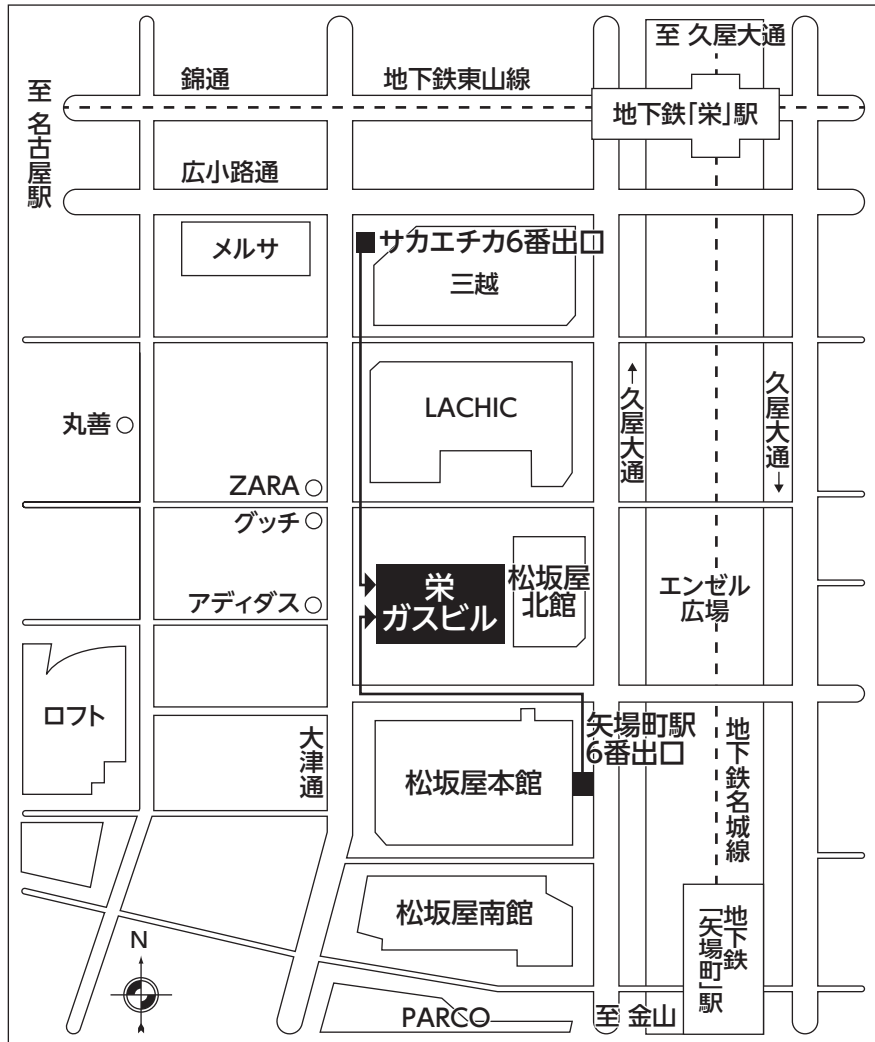 至 久屋大通
錦通
地下鉄東山線
至 名古屋駅
地下鉄「栄」駅
広小路通
メルサ
サカエチカ6番出口
三越
LACHIC
丸善
←久屋大通
久屋大通→
ZARA
グッチ
アディダス
栄
ガスビル
松坂屋
北館
エンゼル
広場
ロフト
大津通
矢場町駅
6番出口
松坂屋本館
地下鉄名城線
松坂屋南館
地下鉄
「矢場町」駅
N
PARCO
至 金山